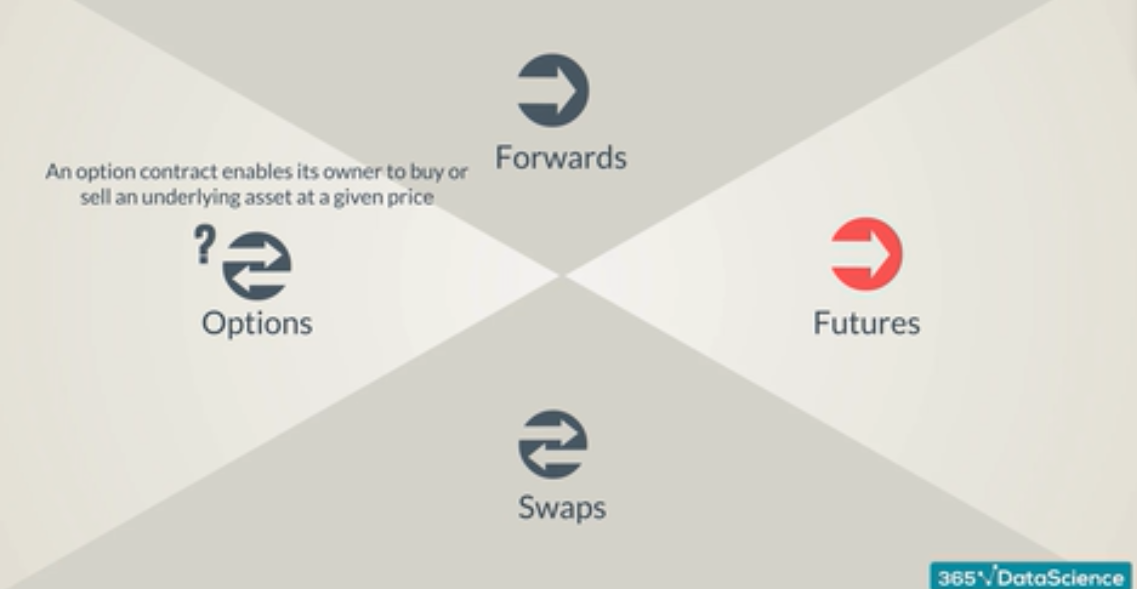 Forwards
An option contract enables its owner to buy or
sell an underlying asset at a given price
?
Options
Futures
Swaps
365√DataScience